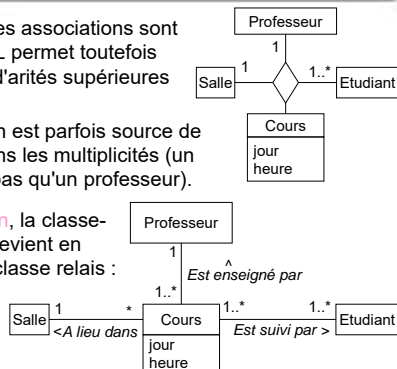 es associations sont
L permet toutefois
d'arités supérieures
Professeur
1
Salle
1
1..*
Etudiant
Cours
jour
heure
n est parfois source de
ns les multiplicités (un
pas qu'un professeur).
n, la classe-
evient en
classe relais :
Professeur
1
^
Est enseigné par
1..*
Salle
1
*
Cours
1..*
1..*
Etudiant
<A lieu dans
Est suivi par >
jour
heure